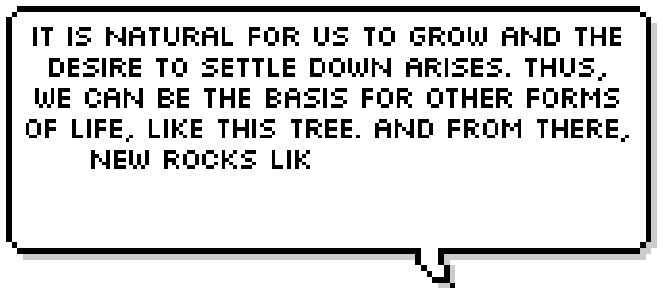 IT IS NATURAL FOR US TO GROW AND THE
DESIRE TO SETTLE DOWN ARISES. THUS,
WE CAN BE THE BASIS FOR OTHER FORMS
OF LIFE, LIKE THIS TREE. AND FROM THERE,
NEW ROCKS LIK